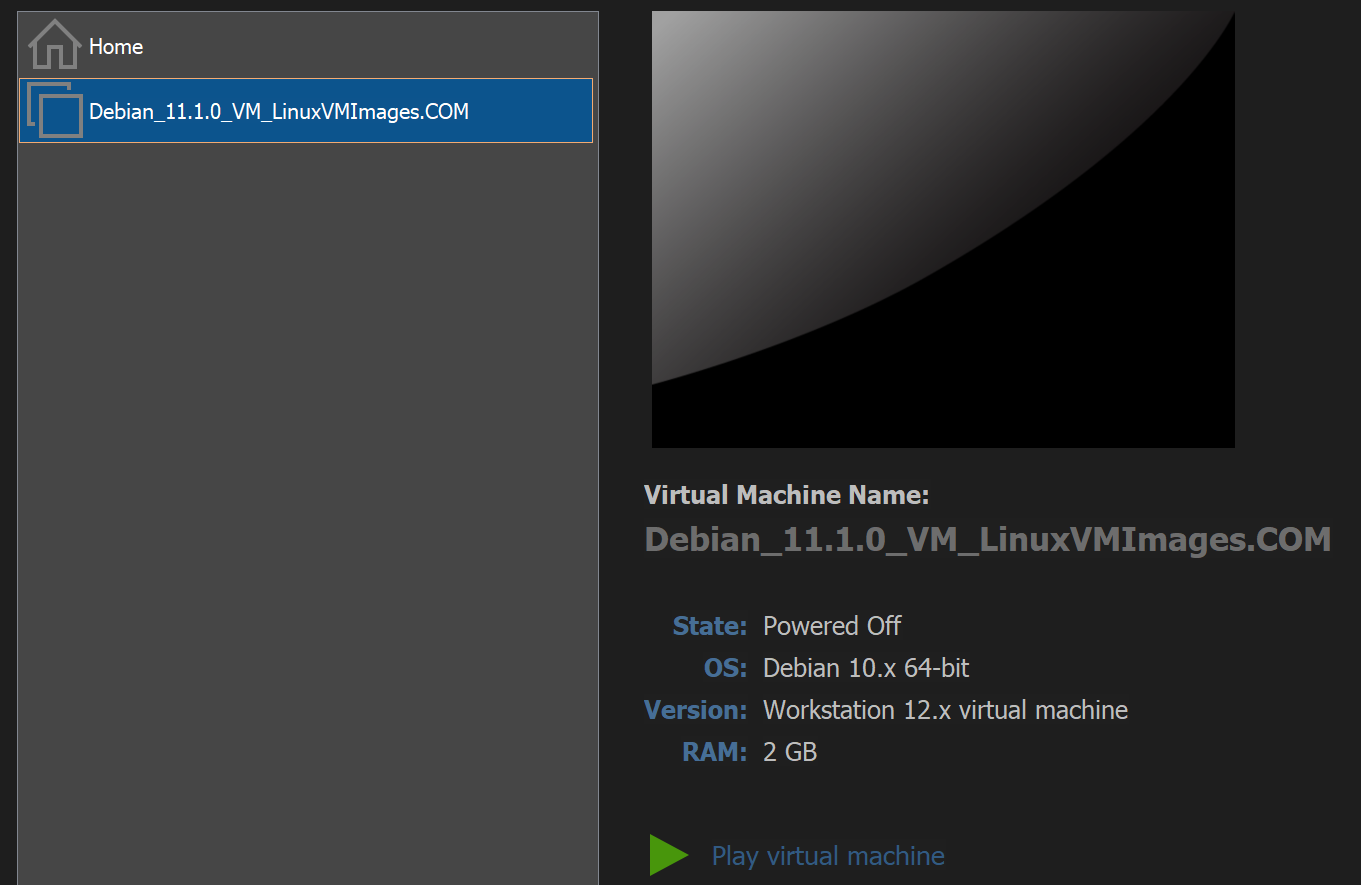 Home
Debian_11.1.0_VM_LinuxVMImages.COM
Virtual Machine Name:
Debian_11.1.0_VM_LinuxVMImages.COM
State: Powered Off
OS: Debian 10.x 64-bit
Version: Workstation 12.x virtual machine
RAM: 2 GB
Play virtual machine